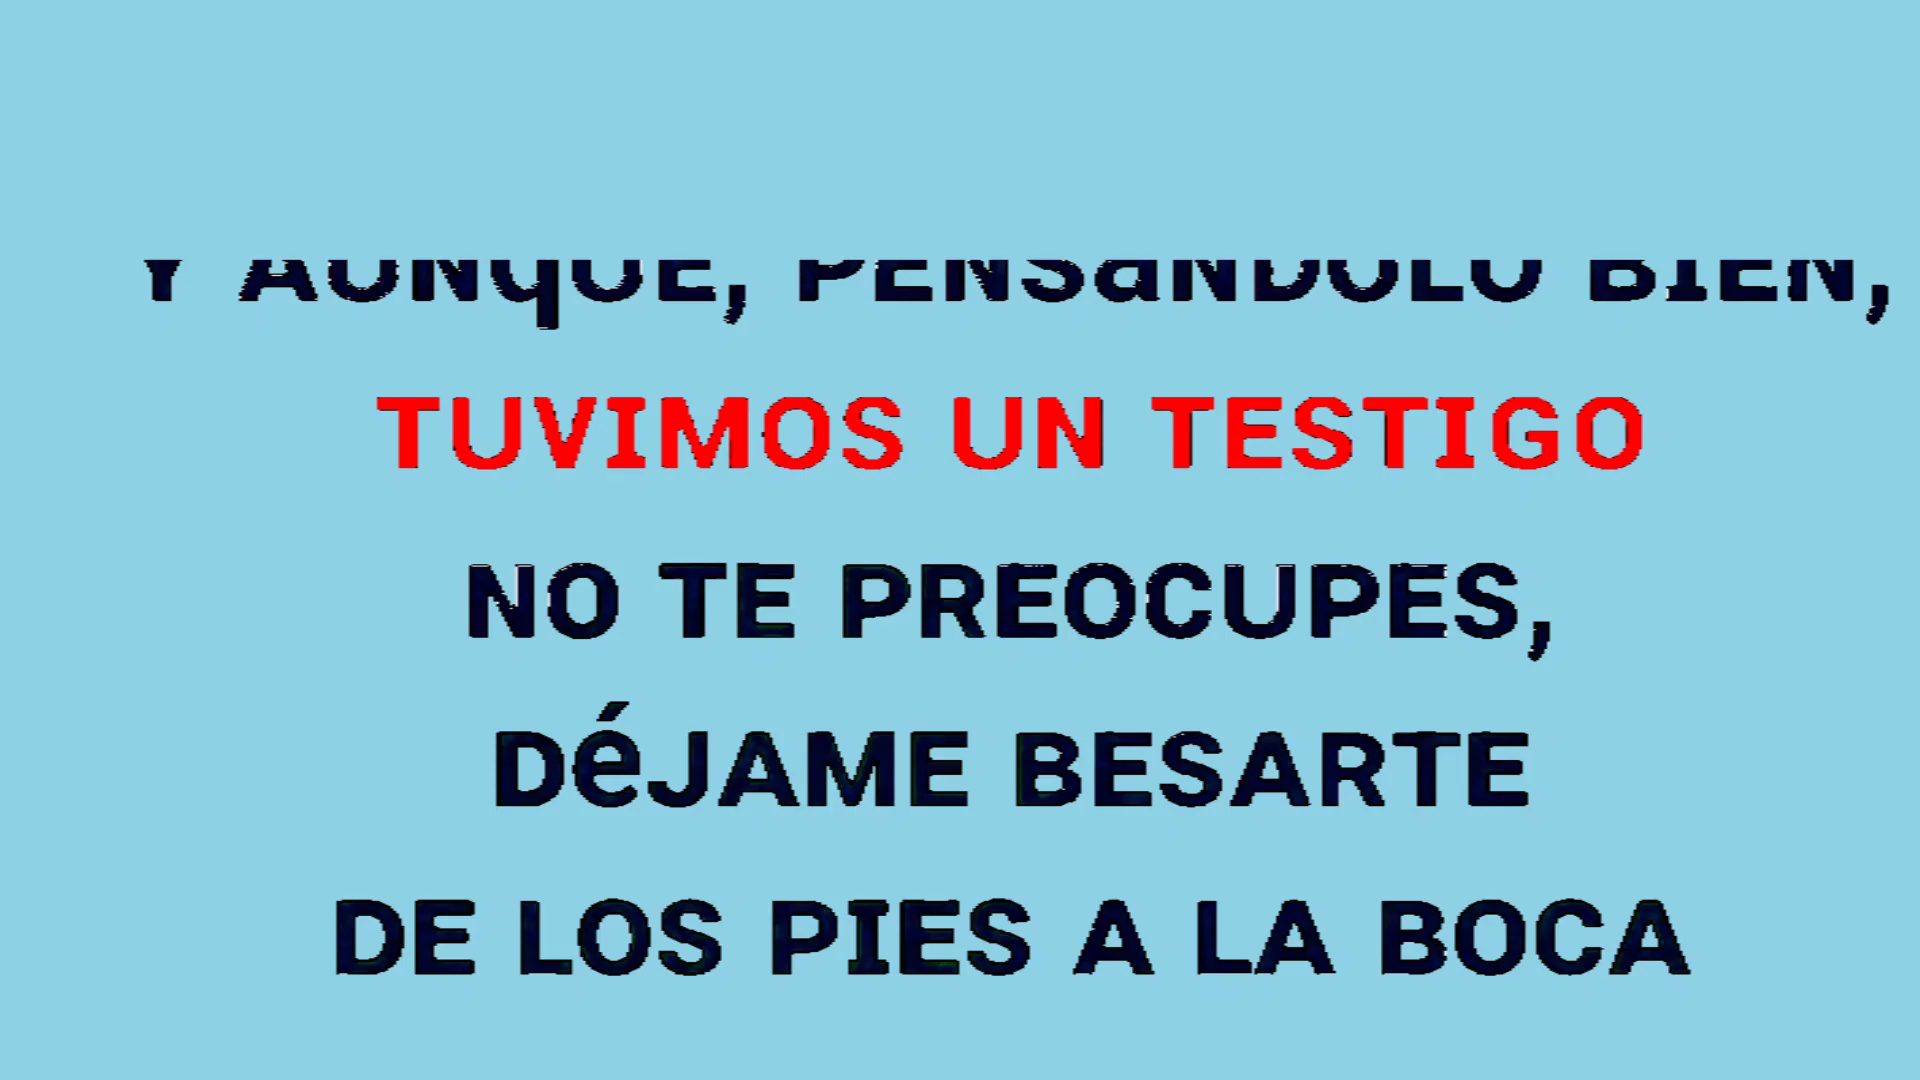 Y AUNqUE, PENSaNDOLO BIEN,
TUVIMOS UN TESTIGO
NO TE PREOCUPES,
DéJAME BESARTE
DE LOS PIES A LA BOCA